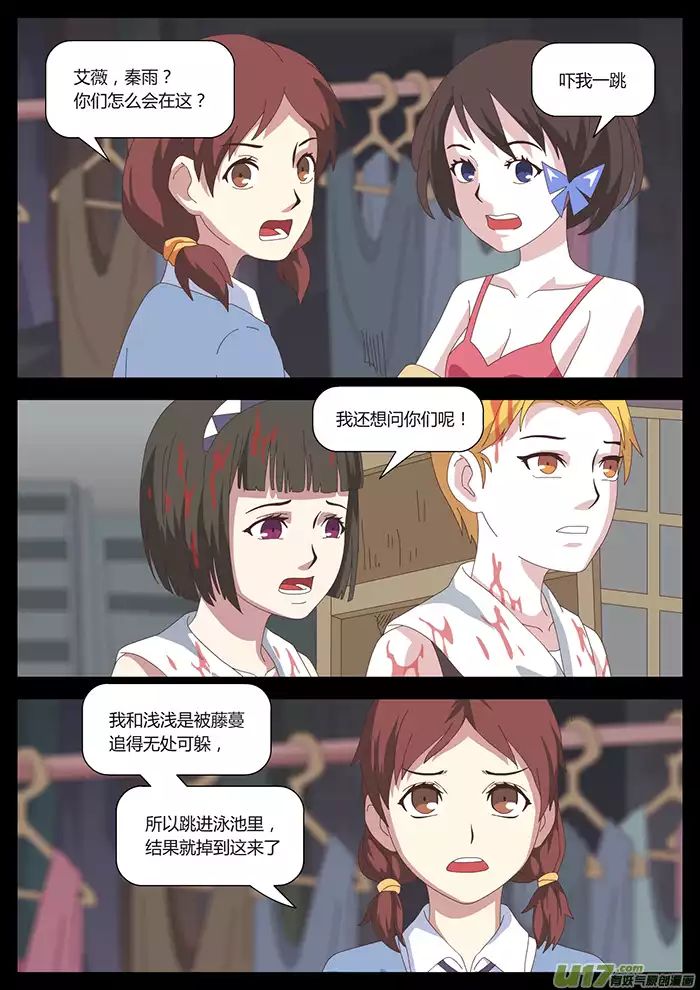 艾薇，秦雨？
你们怎么会在这？
吓我一跳
我还想问你们呢！
我和浅浅是被藤蔓
追得无处可躲，
所以跳进泳池里，
结果就掉到这来了
U17.com
有妖气原创漫画